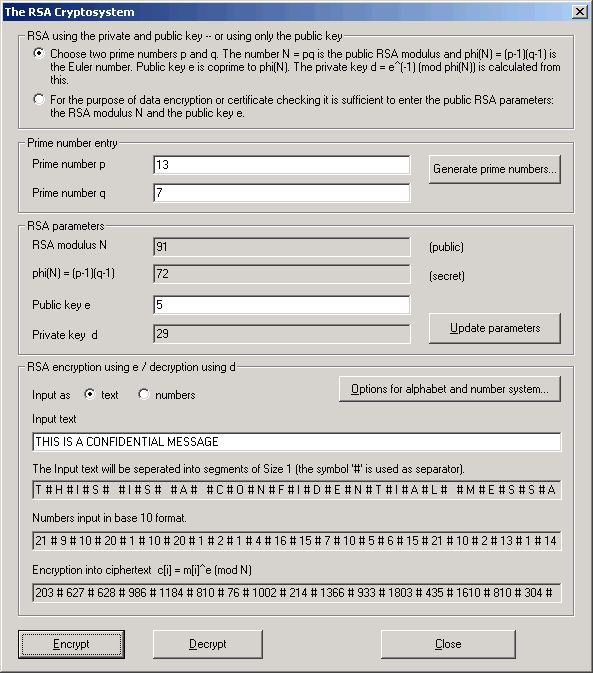 The RSA Cryptosystem
RSA using the private and public key -- or using only the public key
Choose two prime numbers p and q. The number N = pq is the public RSA modulus and phi(N) = (p-1)(q-1) is
the Euler number. Public key e is coprime to phi(N). The private key d = e^(-1) (mod phi(N)) is calculated from
this.
For the purpose of data encryption or certificate checking it is sufficient to enter the public RSA parameters:
the RSA modulus N and the public key e.
Prime number entry
Prime number p 13 Generate prime numbers...
Prime number q 7
RSA parameters
RSA modulus N 91 (public)
phi(N) = (p-1)(q-1) 72 (secret)
Public key e 5
Private key d 29 Update parameters
RSA encryption using e / decryption using d
Input as text numbers Options for alphabet and number system...
Input text
THIS IS A CONFIDENTIAL MESSAGE
The Input text will be seperated into segments of Size 1 (the symbol '#' is used as separator).
T # H # I # S #   # I # S #   # A #   # C # O # N # F # I # D # E # N # T # I # A # L #   # M # E # S # S # A
Numbers input in base 10 format.
21 # 9 # 10 # 20 # 1 # 10 # 20 # 1 # 2 # 1 # 4 # 16 # 15 # 7 # 10 # 5 # 6 # 15 # 21 # 10 # 2 # 13 # 1 # 14
Encryption into ciphertext c[i] = m[i]^e (mod N)
203 # 627 # 628 # 986 # 1184 # 810 # 76 # 1002 # 214 # 1366 # 933 # 1803 # 435 # 1610 # 810 # 304 #
Encrypt Decrypt Close